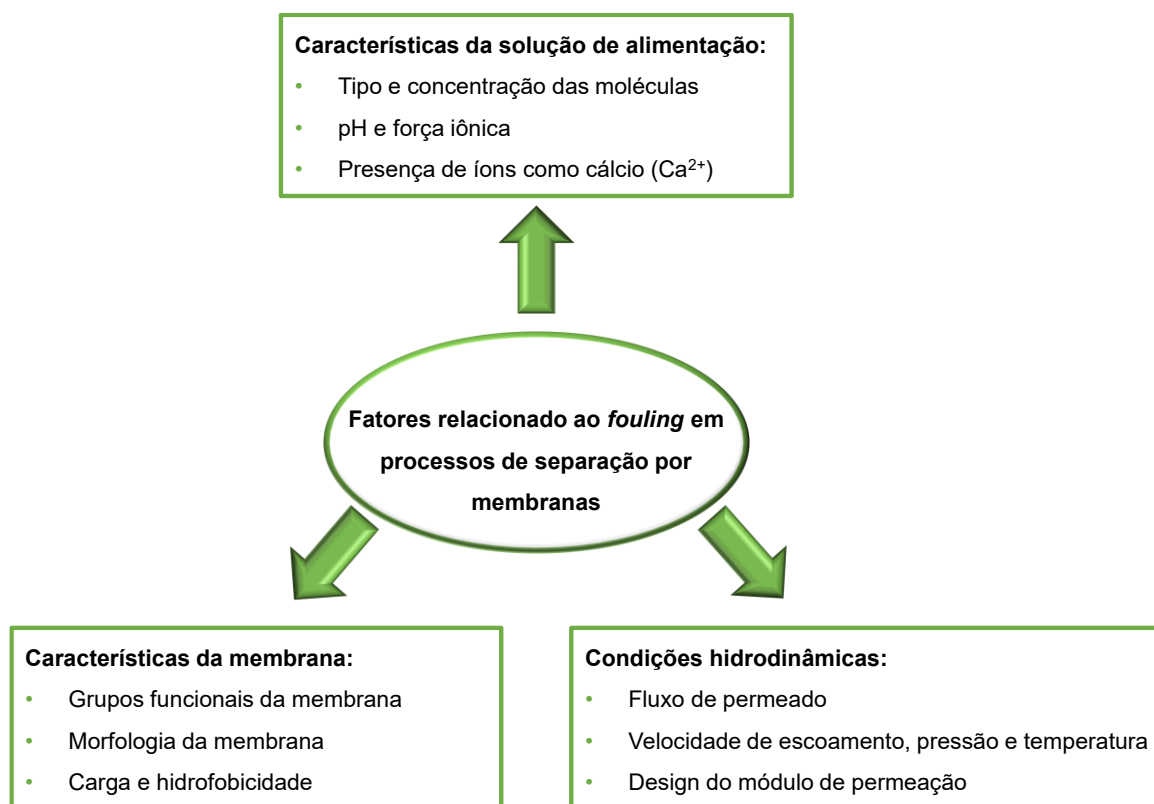 Características da solução de alimentação:
• Tipo e concentração das moléculas
• pH e força iônica
• Presença de íons como cálcio (Ca²⁺)
Fatores relacionado ao fouling em
processos de separação por
membranas
Características da membrana:
• Grupos funcionais da membrana
• Morfologia da membrana
• Carga e hidrofobicidade
Condições hidrodinâmicas:
• Fluxo de permeado
• Velocidade de escoamento, pressão e temperatura
• Design do módulo de permeação